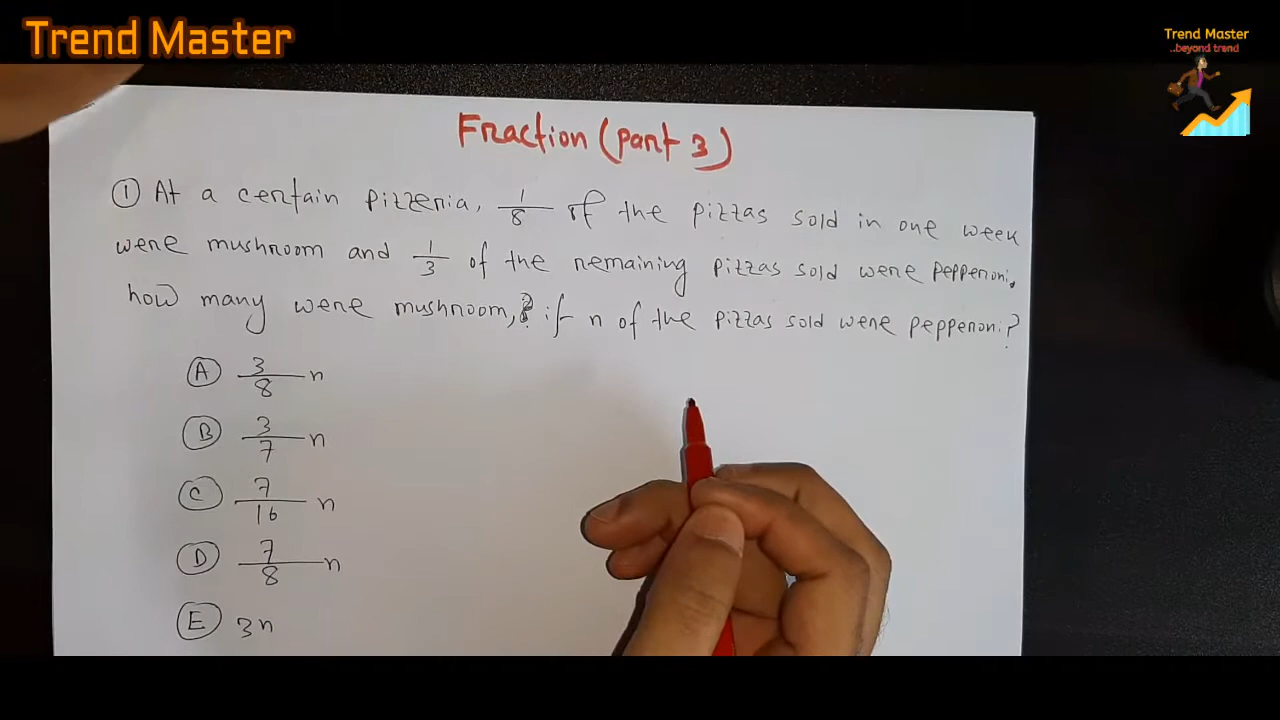 Trend Master
Trend Master
..beyond trend
Fraction (part 3)
① At a certain pizzeria, 1/8 of the pizzas sold in one week
were mushroom and 1/3 of the remaining pizzas sold were pepperoni,
how many were mushroom, if n of the pizzas sold were pepperoni?
Ⓐ 3/8 n
Ⓑ 3/7 n
Ⓒ 7/16 n
Ⓓ 7/8 n
Ⓔ 3n